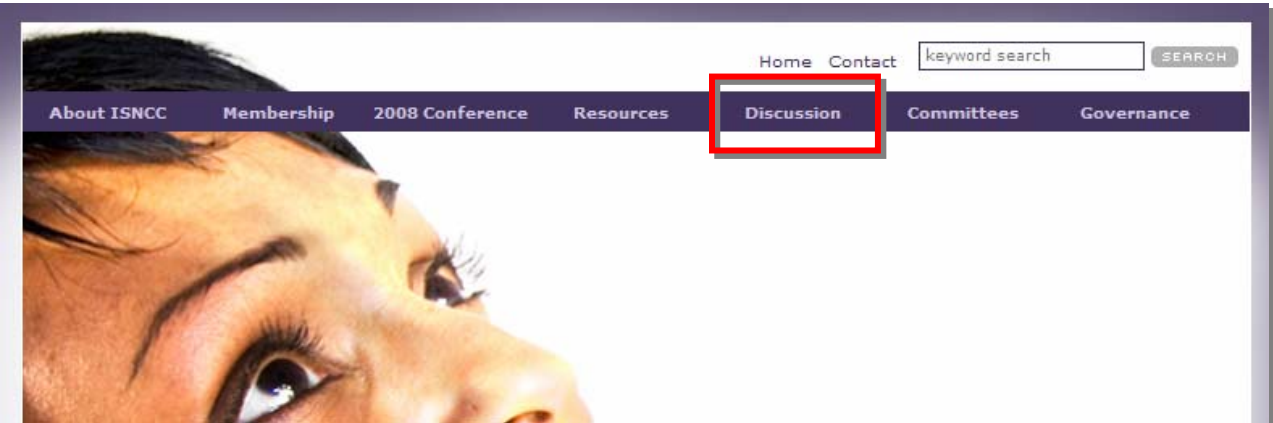 Home Contact keyword search SEARCH
About ISNCC Membership 2008 Conference Resources Discussion Committees Governance